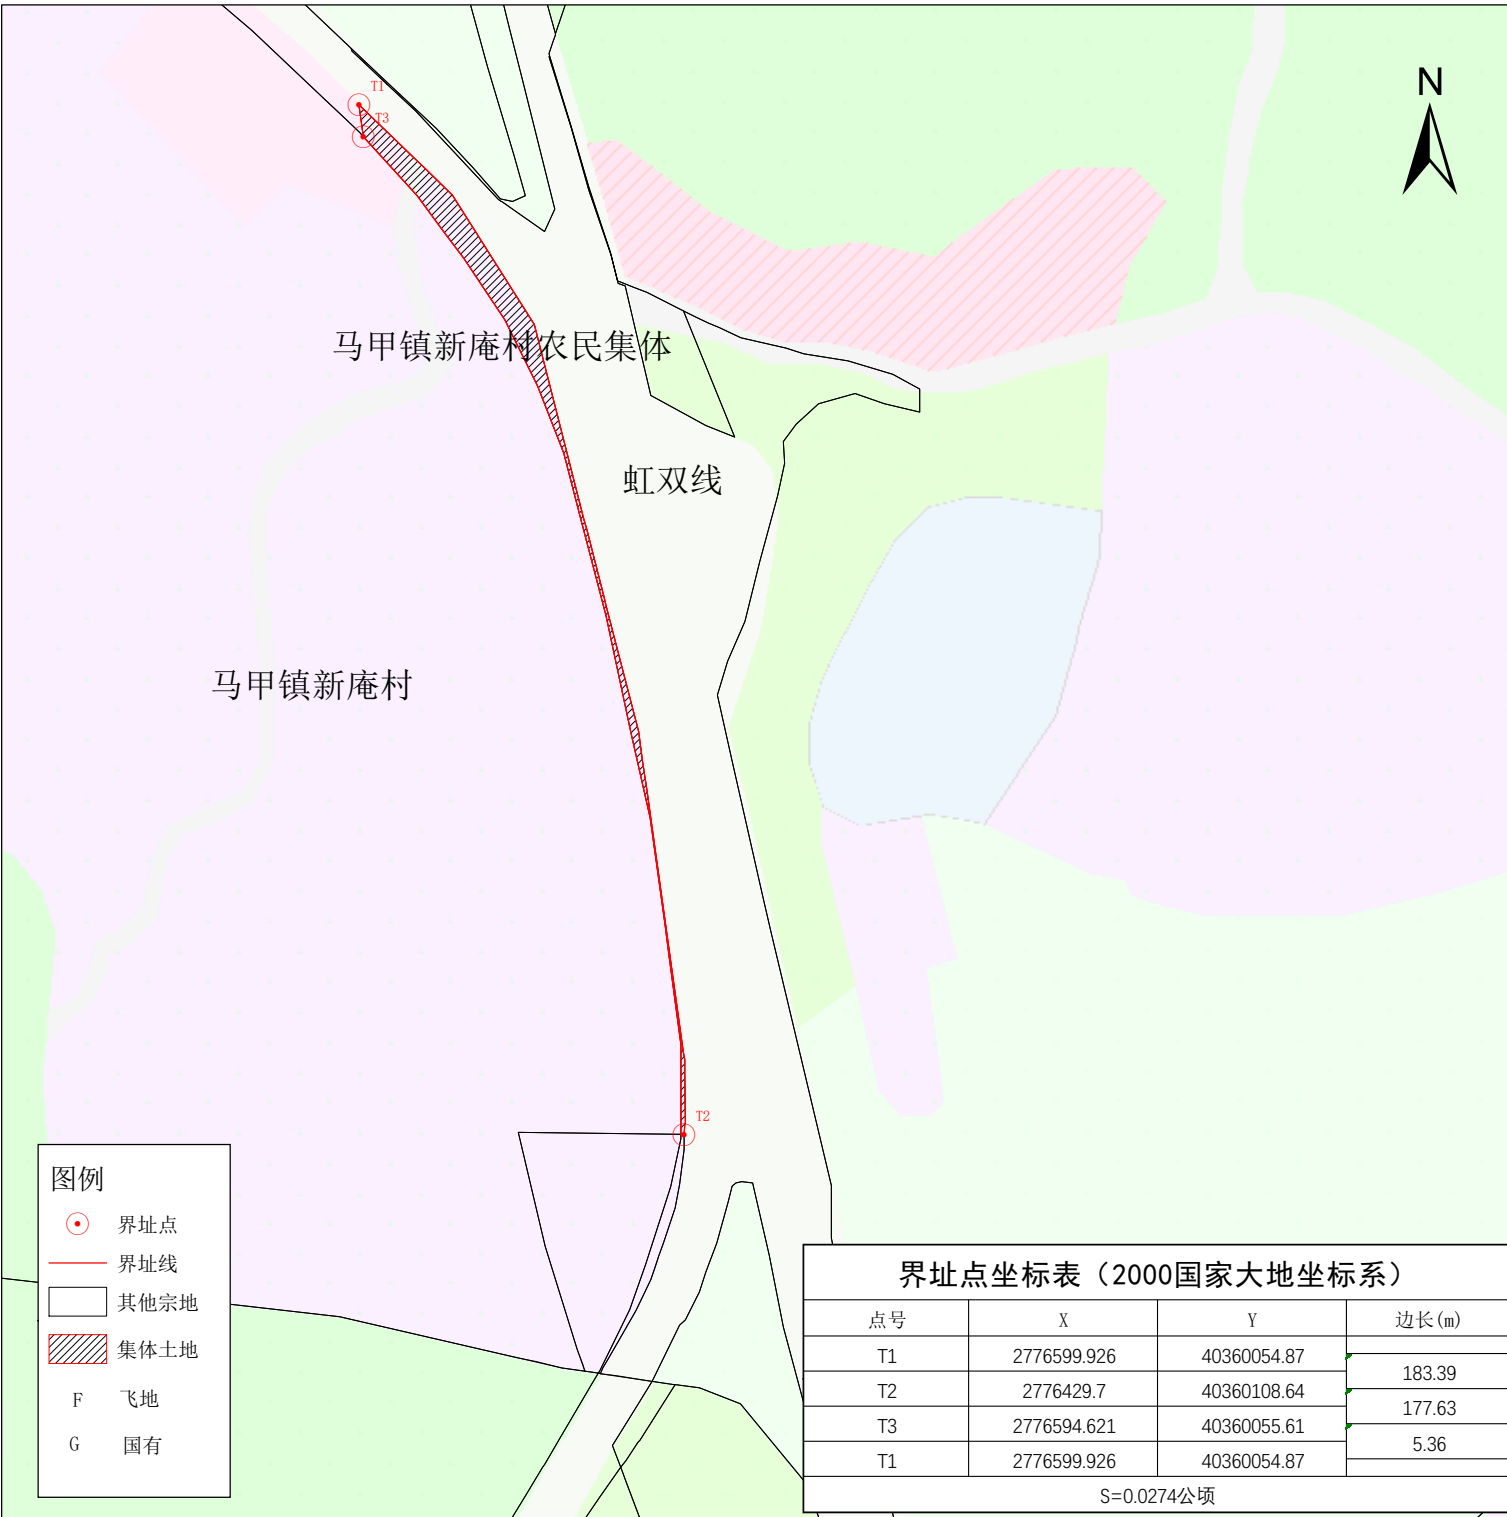 N
T1
T3
马甲镇新庵村农民集体
虹双线
马甲镇新庵村
T2
图例
界址点
界址线
其他宗地
集体土地
F 飞地
G 国有
界址点坐标表（2000国家大地坐标系）
点号 X Y 边长(m)
T1 2776599.926 40360054.87
183.39
T2 2776429.7 40360108.64
177.63
T3 2776594.621 40360055.61
5.36
T1 2776599.926 40360054.87
S=0.0274公顷